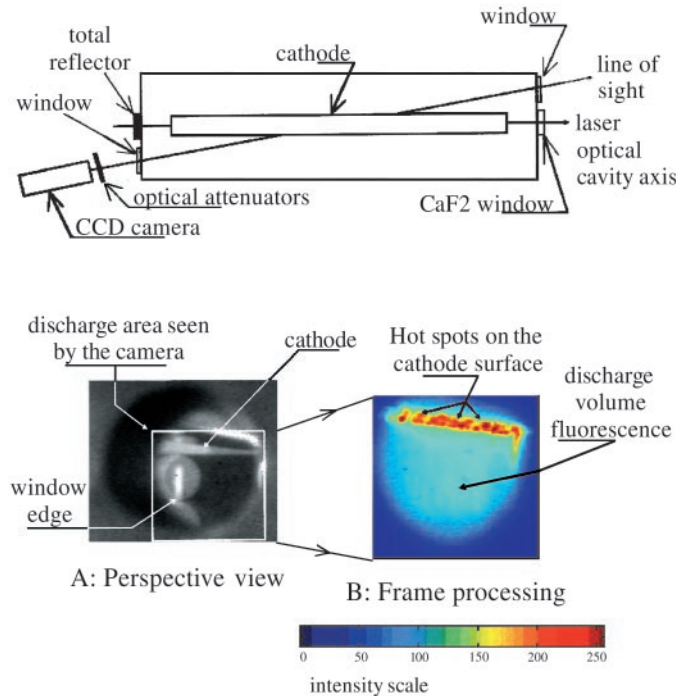 total
reflector
cathode
window
line of
sight
window
laser
optical
cavity axis
optical attenuators
CCD camera
CaF2 window
discharge area seen
by the camera
cathode
Hot spots on the
cathode surface
discharge
volume
fluorescence
window
edge
A: Perspective view
B: Frame processing
0 50 100 150 200 250
intensity scale